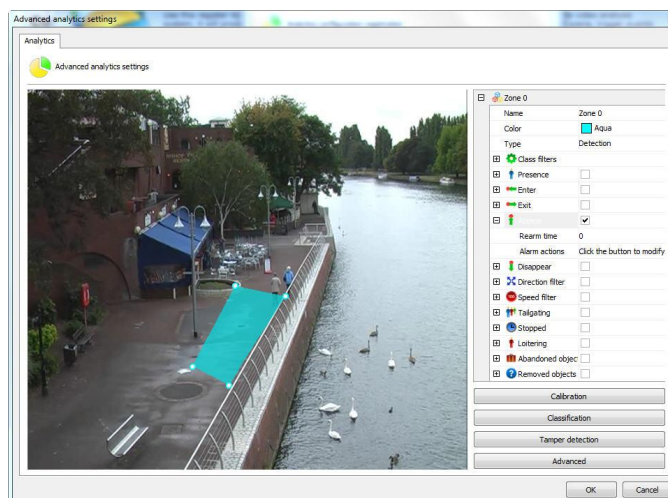 Advanced analytics settings
Analytics
Advanced analytics settings
Zone 0
Name Zone 0
Color Aqua
Type Detection
Class filters
Presence
Enter
Exit
Rearm time 0
Alarm actions Click the button to modify
Disappear
Direction filter
Speed filter
Tailgating
Stopped
Loitering
Abandoned objec
Removed objects
Calibration
Classification
Tamper detection
Advanced
OK Cancel